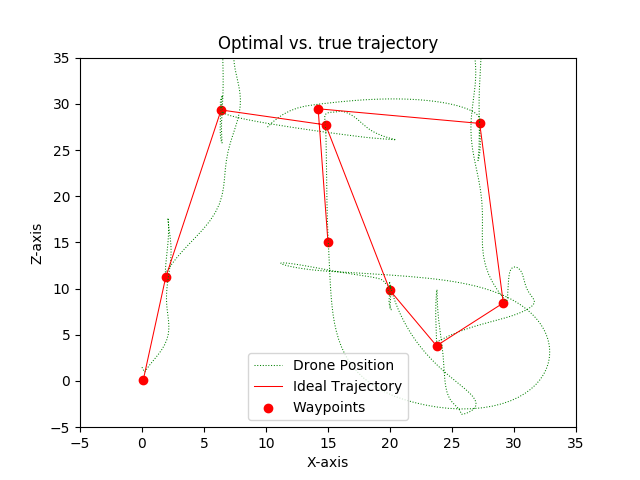 Optimal vs. true trajectory
35
30
25
20
15
10
5
0
−5
Z-axis
Drone Position
Ideal Trajectory
Waypoints
−5 0 5 10 15 20 25 30 35
X-axis